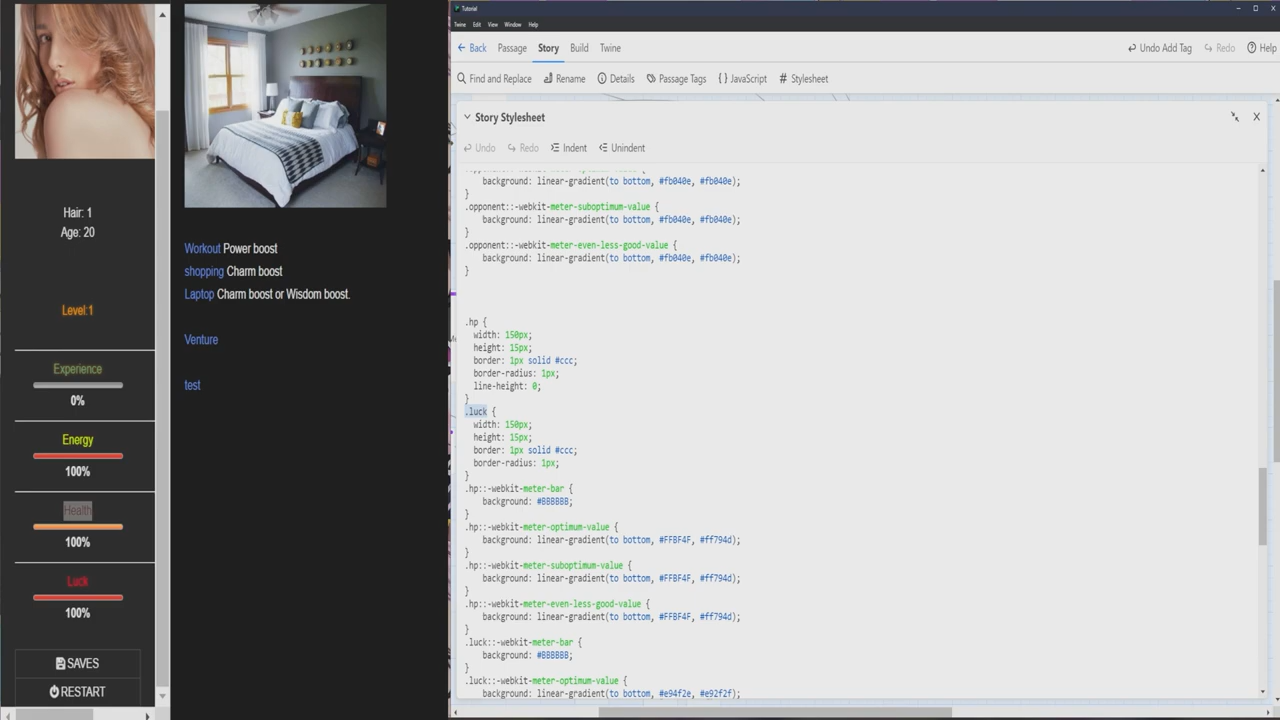 Tutorial
Twine Edit View Window Help
Back Passage Story Build Twine Undo Add Tag Redo Help
Find and Replace Rename Details Passage Tags JavaScript Stylesheet
Story Stylesheet
Undo Redo Indent Unindent
background: linear-gradient(to bottom, #fb040e, #fb040e);
}
.opponent::-webkit-meter-suboptimum-value {
background: linear-gradient(to bottom, #fb040e, #fb040e);
}
.opponent::-webkit-meter-even-less-good-value {
background: linear-gradient(to bottom, #fb040e, #fb040e);
}
.hp {
width: 150px;
height: 15px;
border: 1px solid #ccc;
border-radius: 1px;
line-height: 0;
}
.luck {
width: 150px;
height: 15px;
border: 1px solid #ccc;
border-radius: 1px;
}
.hp::-webkit-meter-bar {
background: #BBBBBB;
}
.hp::-webkit-meter-optimum-value {
background: linear-gradient(to bottom, #FFBF4F, #ff794d);
}
.hp::-webkit-meter-suboptimum-value {
background: linear-gradient(to bottom, #FFBF4F, #ff794d);
}
.hp::-webkit-meter-even-less-good-value {
background: linear-gradient(to bottom, #FFBF4F, #ff794d);
}
.luck::-webkit-meter-bar {
background: #BBBBBB;
}
.luck::-webkit-meter-optimum-value {
background: linear-gradient(to bottom, #e94f2e, #e92f2f);
Hair: 1
Age: 20
Level:1
Experience
0%
Energy
100%
Health
100%
Luck
100%
SAVES
RESTART
Workout Power boost
shopping Charm boost
Laptop Charm boost or Wisdom boost.
Venture
test